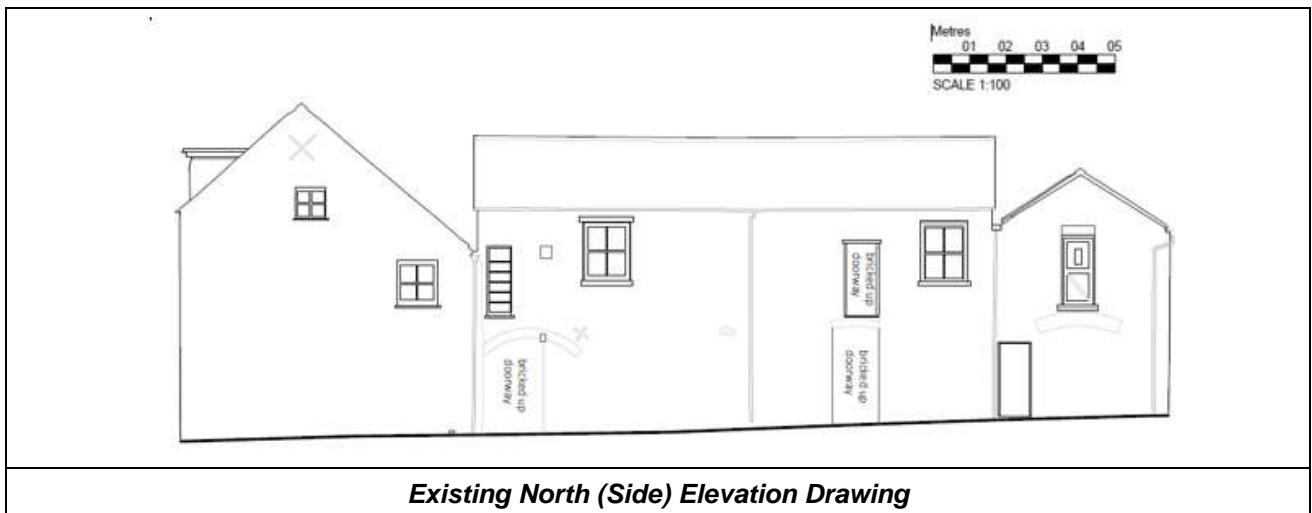 Metres
01 02 03 04 05
SCALE 1:100
bricked up
doorway
bricked up
doorway
bricked up
doorway
Existing North (Side) Elevation Drawing